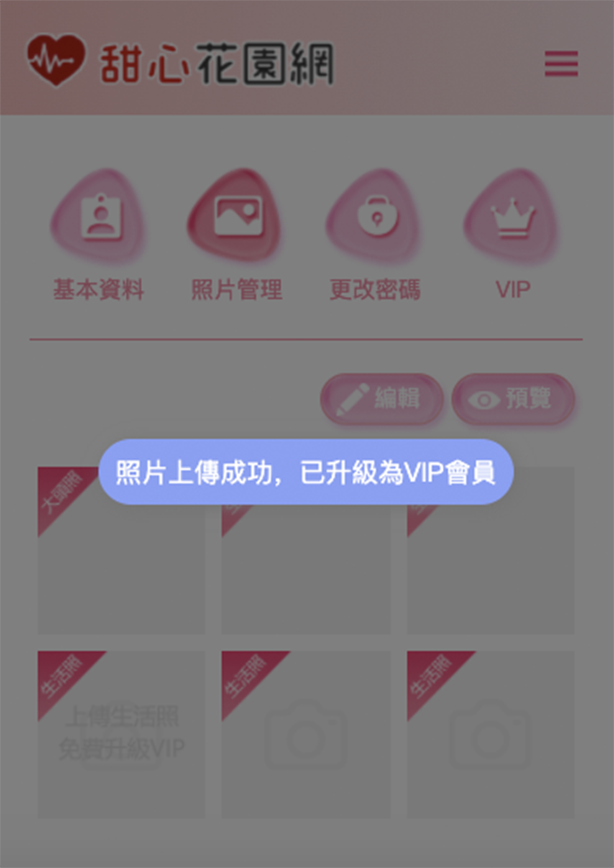 甜心花園網
基本資料
照片管理
更改密碼
VIP
編輯
預覽
照片上傳成功，已升級為VIP會員
大頭照
生活照
生活照
生活照
上傳生活照
免費升級VIP